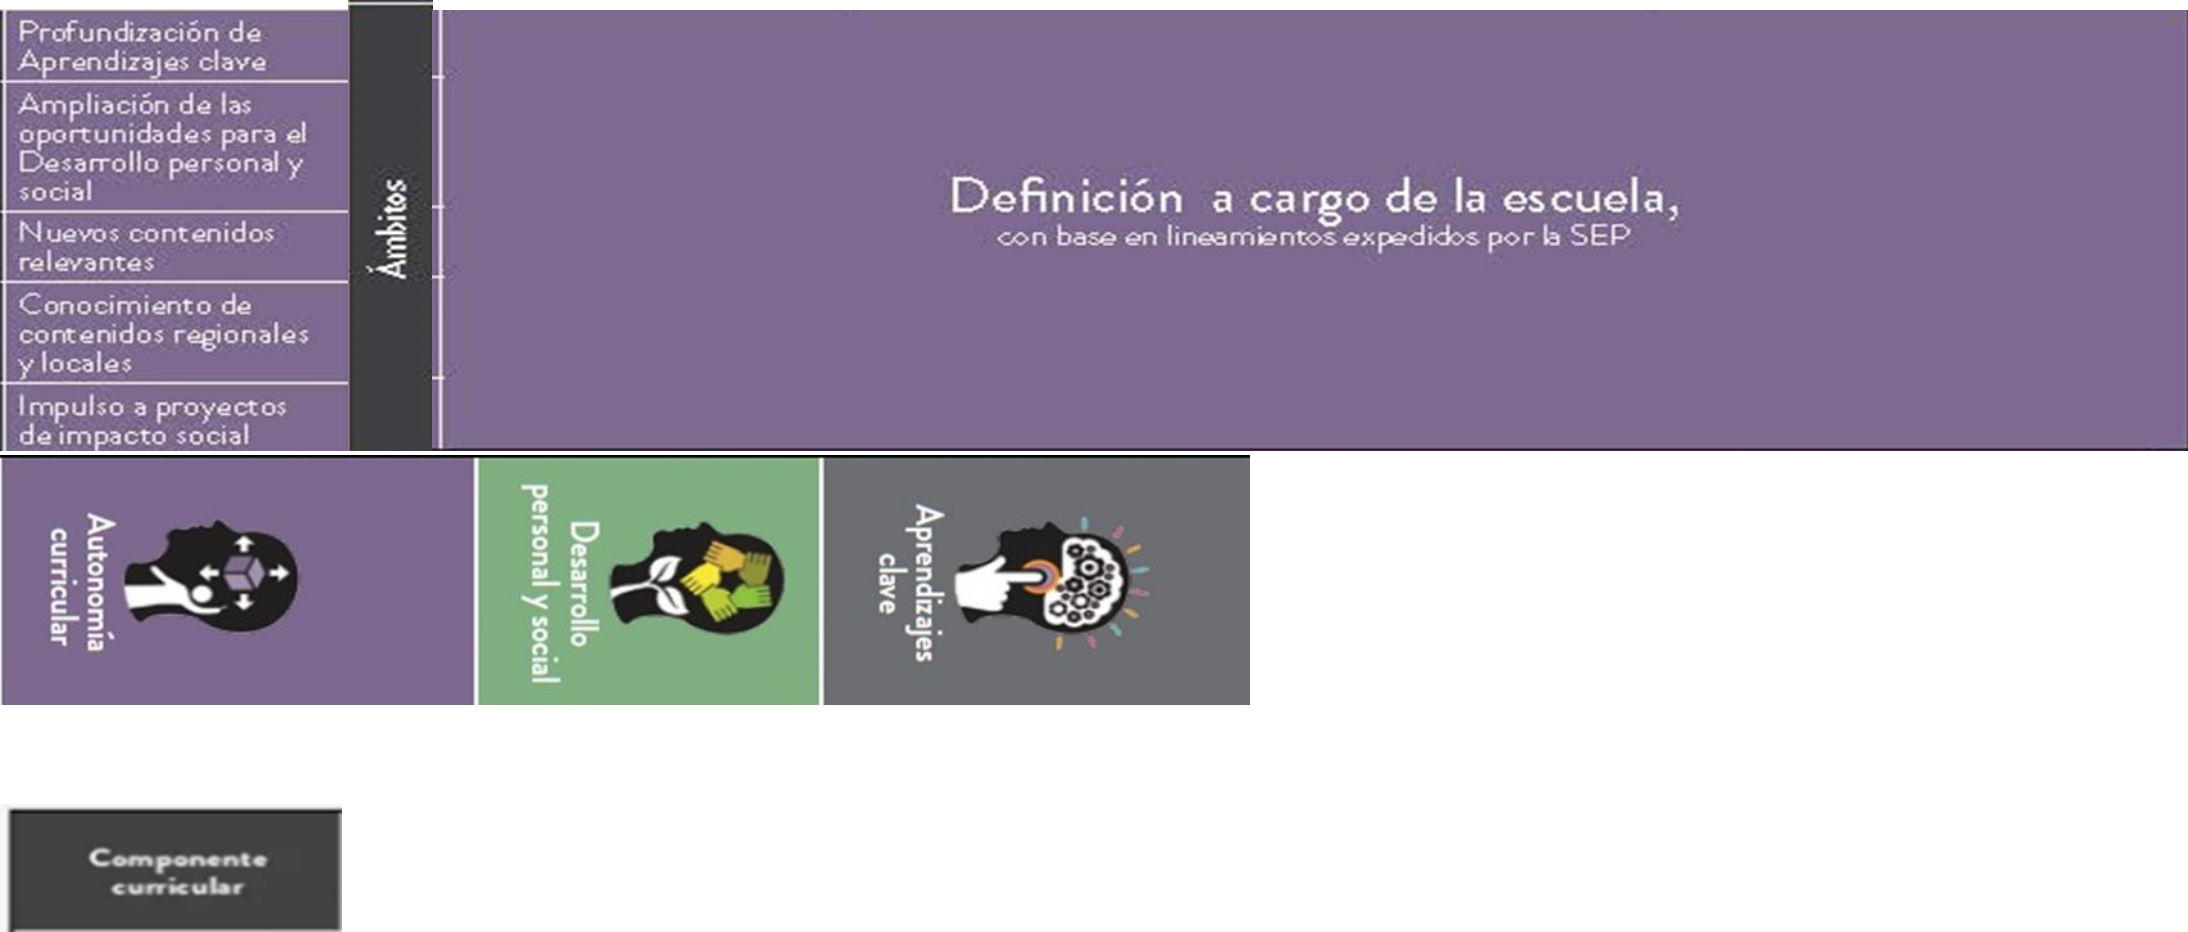 Profundización de
Aprendizajes clave
Ampliación de las
oportunidades para el
Desarrollo personal y
social
Nuevos contenidos
relevantes
Conocimiento de
contenidos regionales
y locales
Impulso a proyectos
de impacto social
Ámbitos
Definición a cargo de la escuela,
con base en lineamientos expedidos por la SEP
Autonomía
curricular
Desarrollo
personal y social
Aprendizajes
clave
Componente
curricular